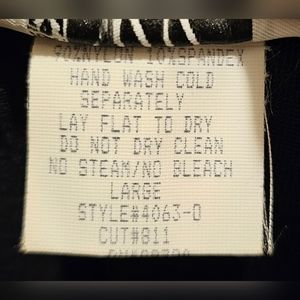 90%NYLON 10%SPANDEX
HAND WASH COLD
SEPARATELY
LAY FLAT TO DRY
DO NOT DRY CLEAN
NO STEAM/NO BLEACH
LARGE
STYLE#4063-0
CUT#811